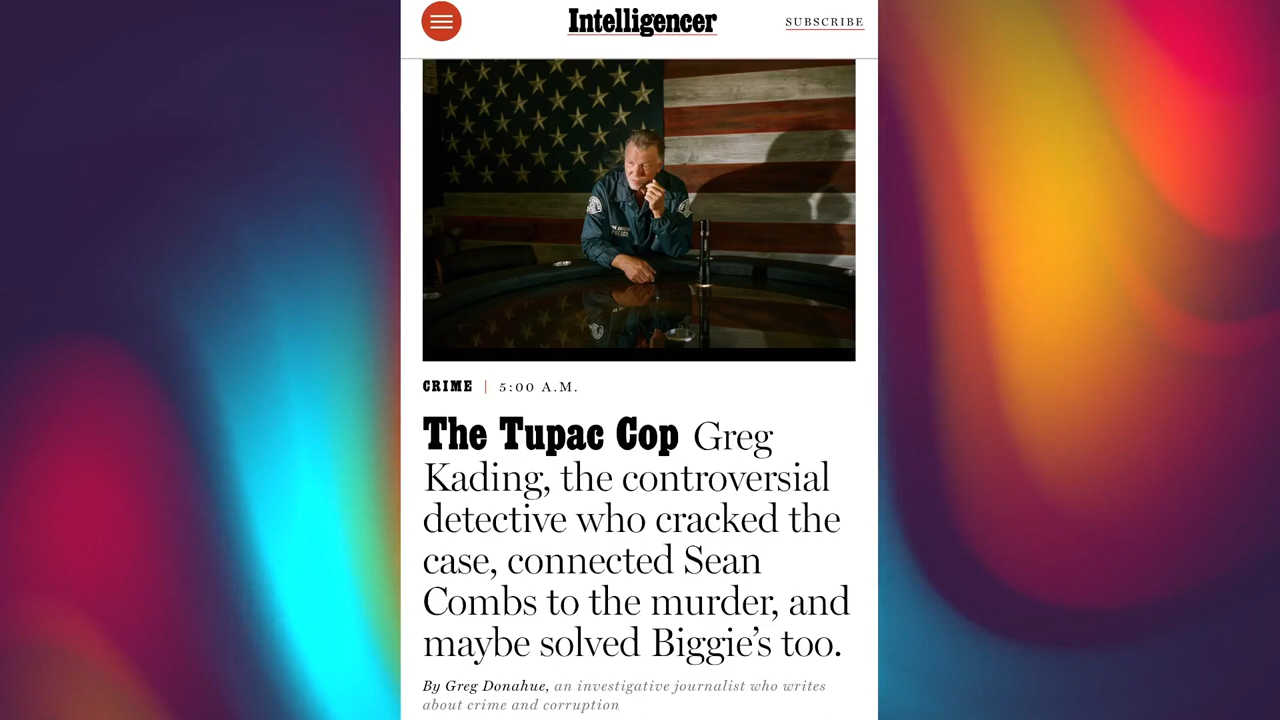 Intelligencer
SUBSCRIBE
CRIME | 5:00 A.M.
The Tupac Cop Greg
Kading, the controversial
detective who cracked the
case, connected Sean
Combs to the murder, and
maybe solved Biggie’s too.
By Greg Donahue, an investigative journalist who writes
about crime and corruption